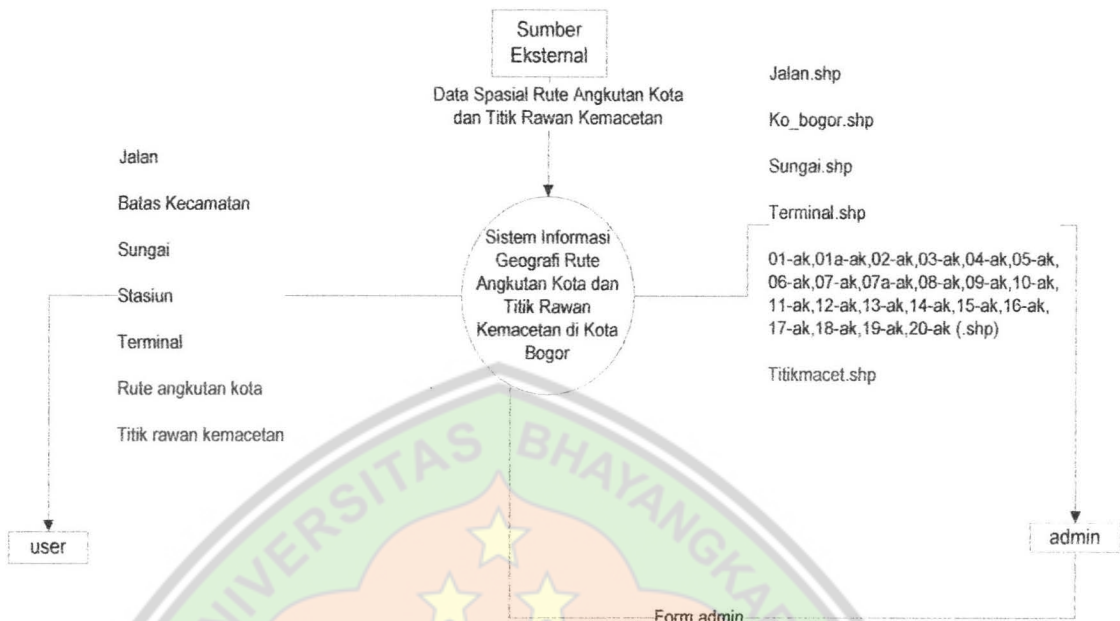 Sumber
Eksternal
Data Spasial Rute Angkutan Kota
dan Titik Rawan Kemacetan
Jalan
Batas Kecamatan
Sungai
Stasiun
Terminal
Rute angkutan kota
Titik rawan kemacetan
Sistem Informasi
Geografi Rute
Angkutan Kota dan
Titik Rawan
Kemacetan di Kota
Bogor
Jalan.shp
Ko_bogor.shp
Sungai.shp
Terminal.shp
01-ak,01a-ak,02-ak,03-ak,04-ak,05-ak,
06-ak,07-ak,07a-ak,08-ak,09-ak,10-ak,
11-ak,12-ak,13-ak,14-ak,15-ak,16-ak,
17-ak,18-ak,19-ak,20-ak (.shp)
Titikmacet.shp
user
admin
Form admin
UNIVERSITAS BHAYANGKAR